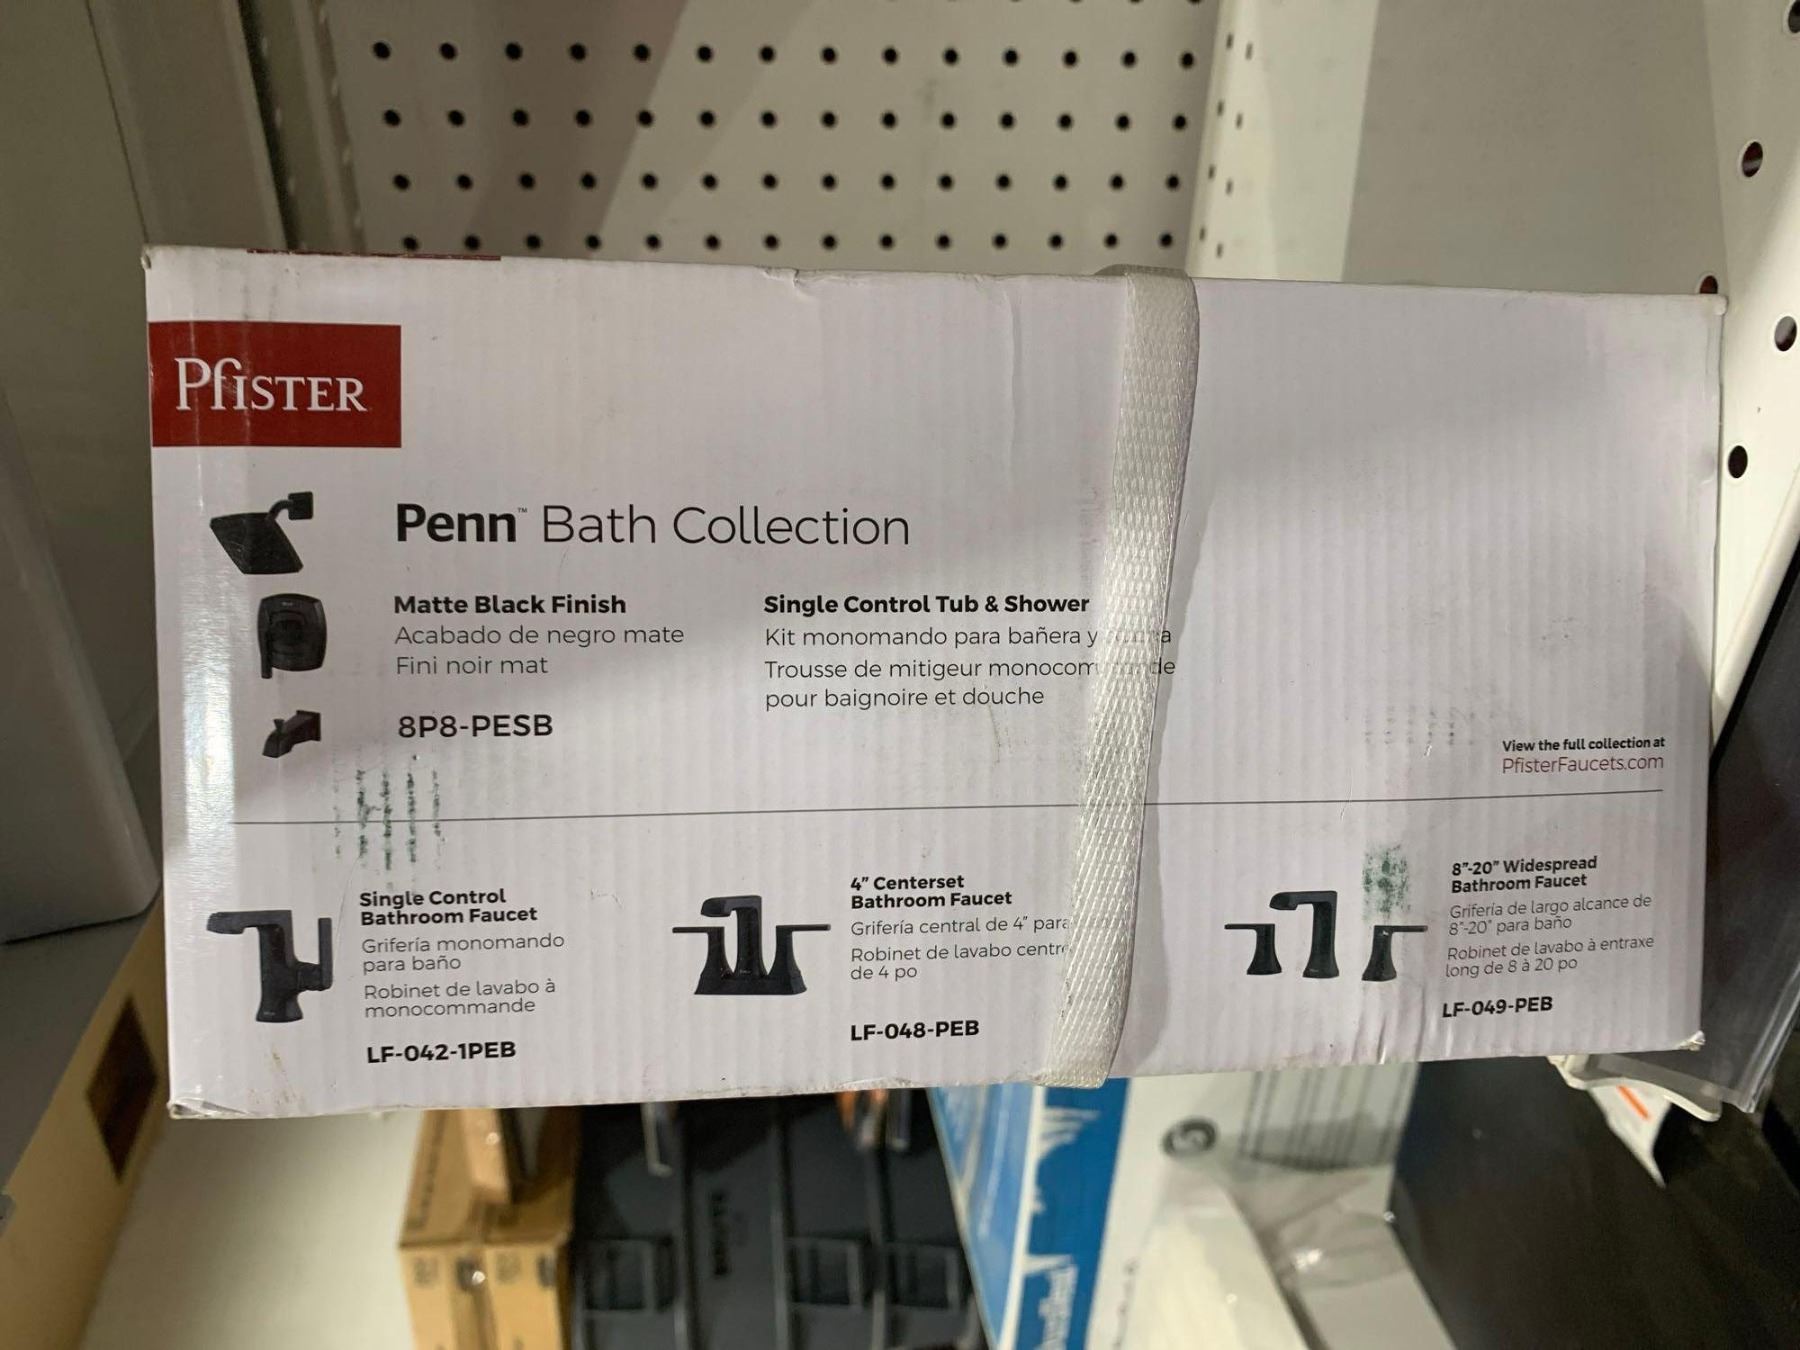 Pfister
Penn™ Bath Collection
Matte Black Finish
Acabado de negro mate
Fini noir mat
8P8-PESB
Single Control Tub & Shower
Kit monomando para bañera y
Trousse de mitigeur
pour baignoire et douche
View the full collection at
PfisterFaucets.com
Single Control
Bathroom Faucet
Grifería monomando
para baño
Robinet de lavabo à
monocommande
LF-042-1PEB
4” Centerset
Bathroom Faucet
Grifería central de 4” para
Robinet de lavabo
de 4 po
LF-048-PEB
8”-20” Widespread
Bathroom Faucet
Grifería de largo alcance de
8”-20” para baño
Robinet de lavabo à entraxe
long de 8 à 20 po
LF-049-PEB